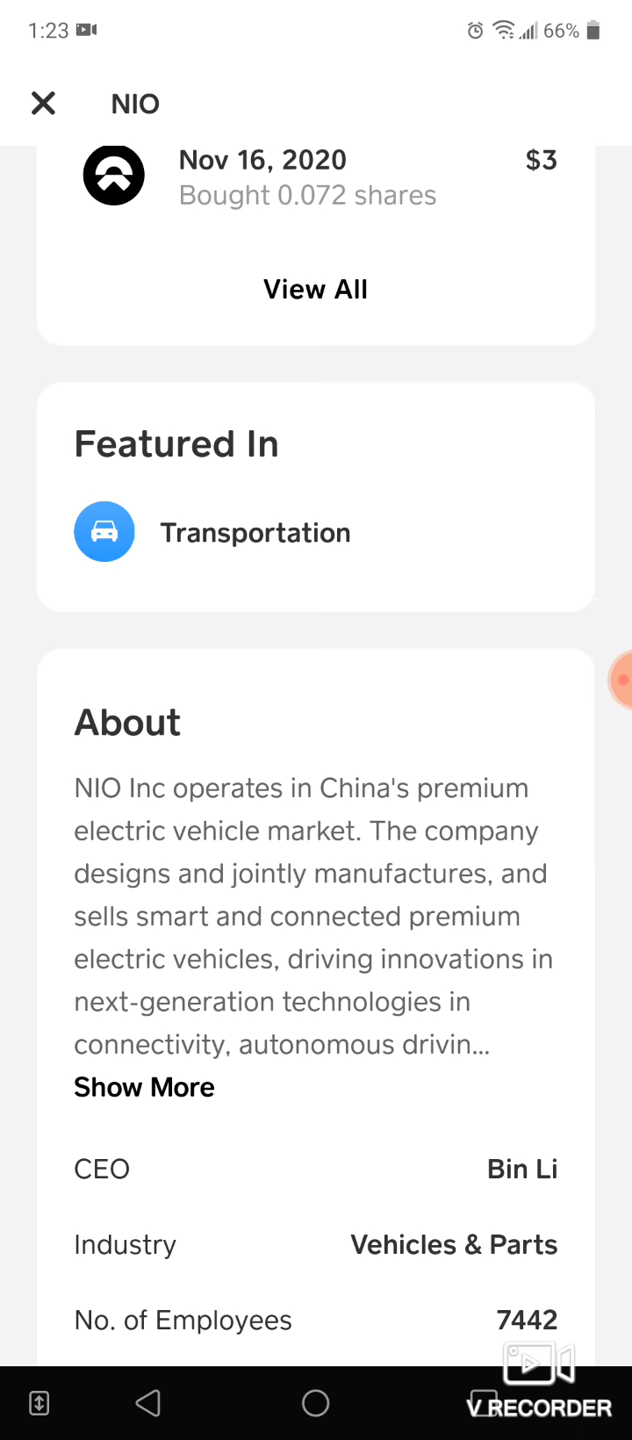 1:23 66%
NIO
Nov 16, 2020 $3
Bought 0.072 shares
View All
Featured In
Transportation
About
NIO Inc operates in China's premium
electric vehicle market. The company
designs and jointly manufactures, and
sells smart and connected premium
electric vehicles, driving innovations in
next-generation technologies in
connectivity, autonomous drivin...
Show More
CEO Bin Li
Industry Vehicles & Parts
No. of Employees 7442
V RECORDER